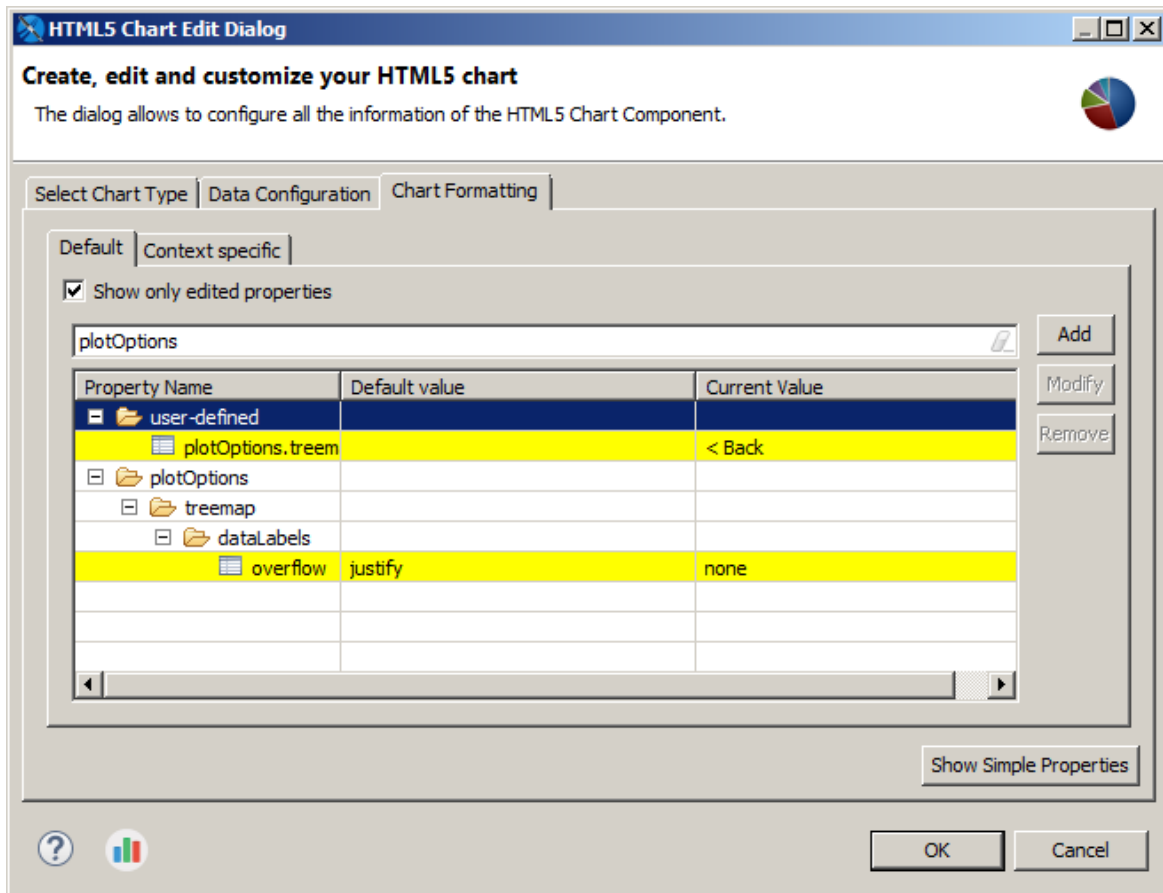 HTML5 Chart Edit Dialog
Create, edit and customize your HTML5 chart
The dialog allows to configure all the information of the HTML5 Chart Component.
Select Chart Type Data Configuration Chart Formatting
Default Context specific
Show only edited properties
plotOptions Add
Property Name Default value Current Value Modify
user-defined
plotOptions.treem < Back Remove
plotOptions
treemap
dataLabels
overflow justify none
Show Simple Properties
? OK Cancel